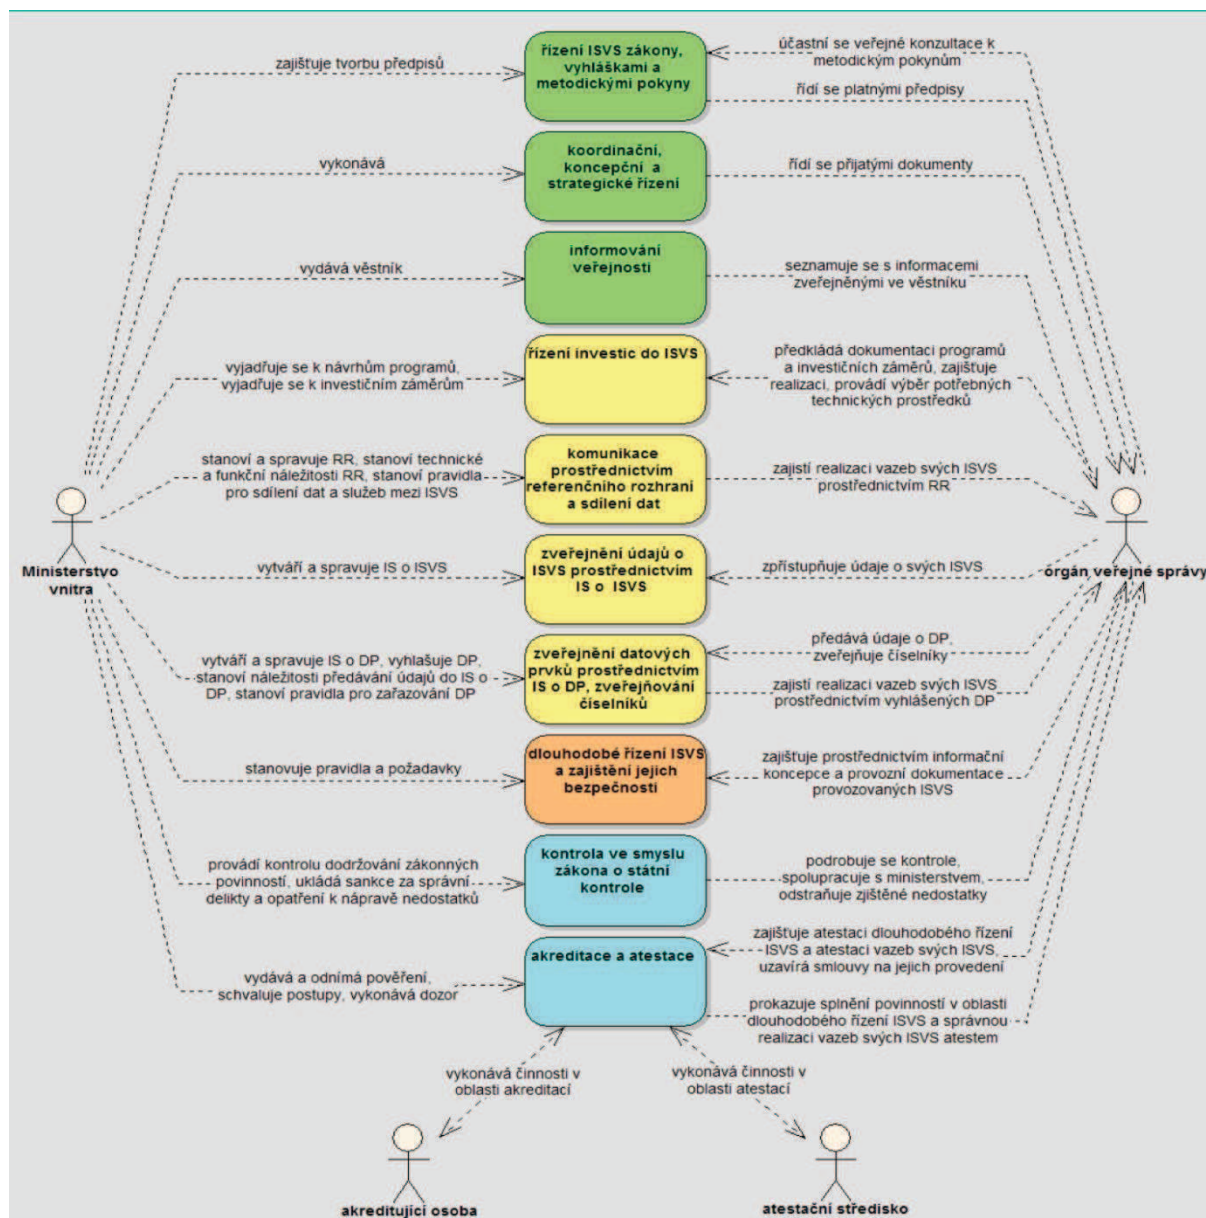 zajišťuje tvorbu předpisů
řízení ISVS zákony,
vyhláškami a
metodickými pokyny
účastní se veřejné konzultace k
metodickým pokynům
řídí se platnými předpisy
vykonává
koordinační,
koncepční a
strategické řízení
řídí se přijatými dokumenty
vydává věstník
informování
veřejnosti
seznamuje se s informacemi
zveřejněnými ve věstníku
vyjadřuje se k návrhům programů,
vyjadřuje se k investičním záměrům
řízení investic do ISVS
předkládá dokumentaci programů
a investičních záměrů, zajišťuje
realizaci, provádí výběr potřebných
technických prostředků
stanoví a spravuje RR, stanoví technické
a funkční náležitosti RR, stanoví pravidla
pro sdílení dat a služeb mezi ISVS
komunikace
prostřednictvím
referenčního rozhraní
a sdílení dat
zajistí realizaci vazeb svých ISVS
prostřednictvím RR
Ministerstvo
vnitra
vytváří a spravuje IS o ISVS
zveřejnění údajů o
ISVS prostřednictvím
IS o ISVS
zpřístupňuje údaje o svých ISVS
órgán veřejné správy
vytváří a spravuje IS o DP, vyhlašuje DP,
stanoví náležitosti předávání údajů do IS o
DP, stanoví pravidla pro zařazování DP
zveřejnění datových
prvků prostřednictvím
IS o DP, zveřejňování
číselníků
předává údaje o DP,
zveřejňuje číselníky
zajistí realizaci vazeb svých ISVS
prostřednictvím vyhlášených DP
stanovuje pravidla a požadavky
dlouhodobé řízení ISVS
a zajištění jejich
bezpečnosti
zajišťuje prostřednictvím informační
koncepce a provozní dokumentace
provozovaných ISVS
provádí kontrolu dodržování zákonných
povinností, ukládá sankce za správní
delikty a opatření k nápravě nedostatků
kontrola ve smyslu
zákona o státní
kontrole
podrobuje se kontrole,
spolupracuje s ministerstvem,
odstraňuje zjištěné nedostatky
vydává a odnímá pověření,
schvaluje postupy, vykonává dozor
akreditace a atestace
zajišťuje atestaci dlouhodobého řízení
ISVS a atestaci vazeb svých ISVS,
uzavírá smlouvy na jejich provedení
prokazuje splnění povinností v oblasti
dlouhodobého řízení ISVS a správnou
realizaci vazeb svých ISVS atestem
vykonává činnosti v
oblasti akreditací
vykonává činnosti v
oblasti atestací
akreditující osoba
atestační středisko